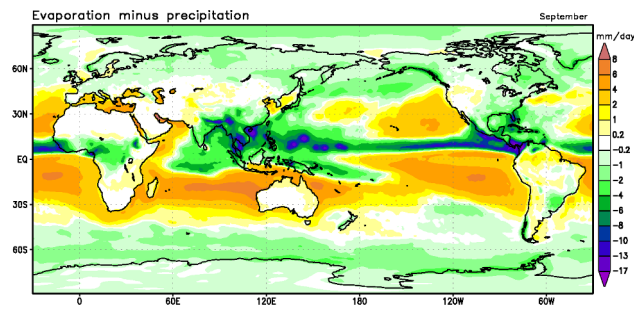 Evaporation minus precipitation
September
mm/day
60N
30N
EQ
30S
60S
0
60E
120E
180
120W
60W
8
6
4
2
1
0.2
-0.2
-1
-2
-4
-6
-8
-10
-13
-17